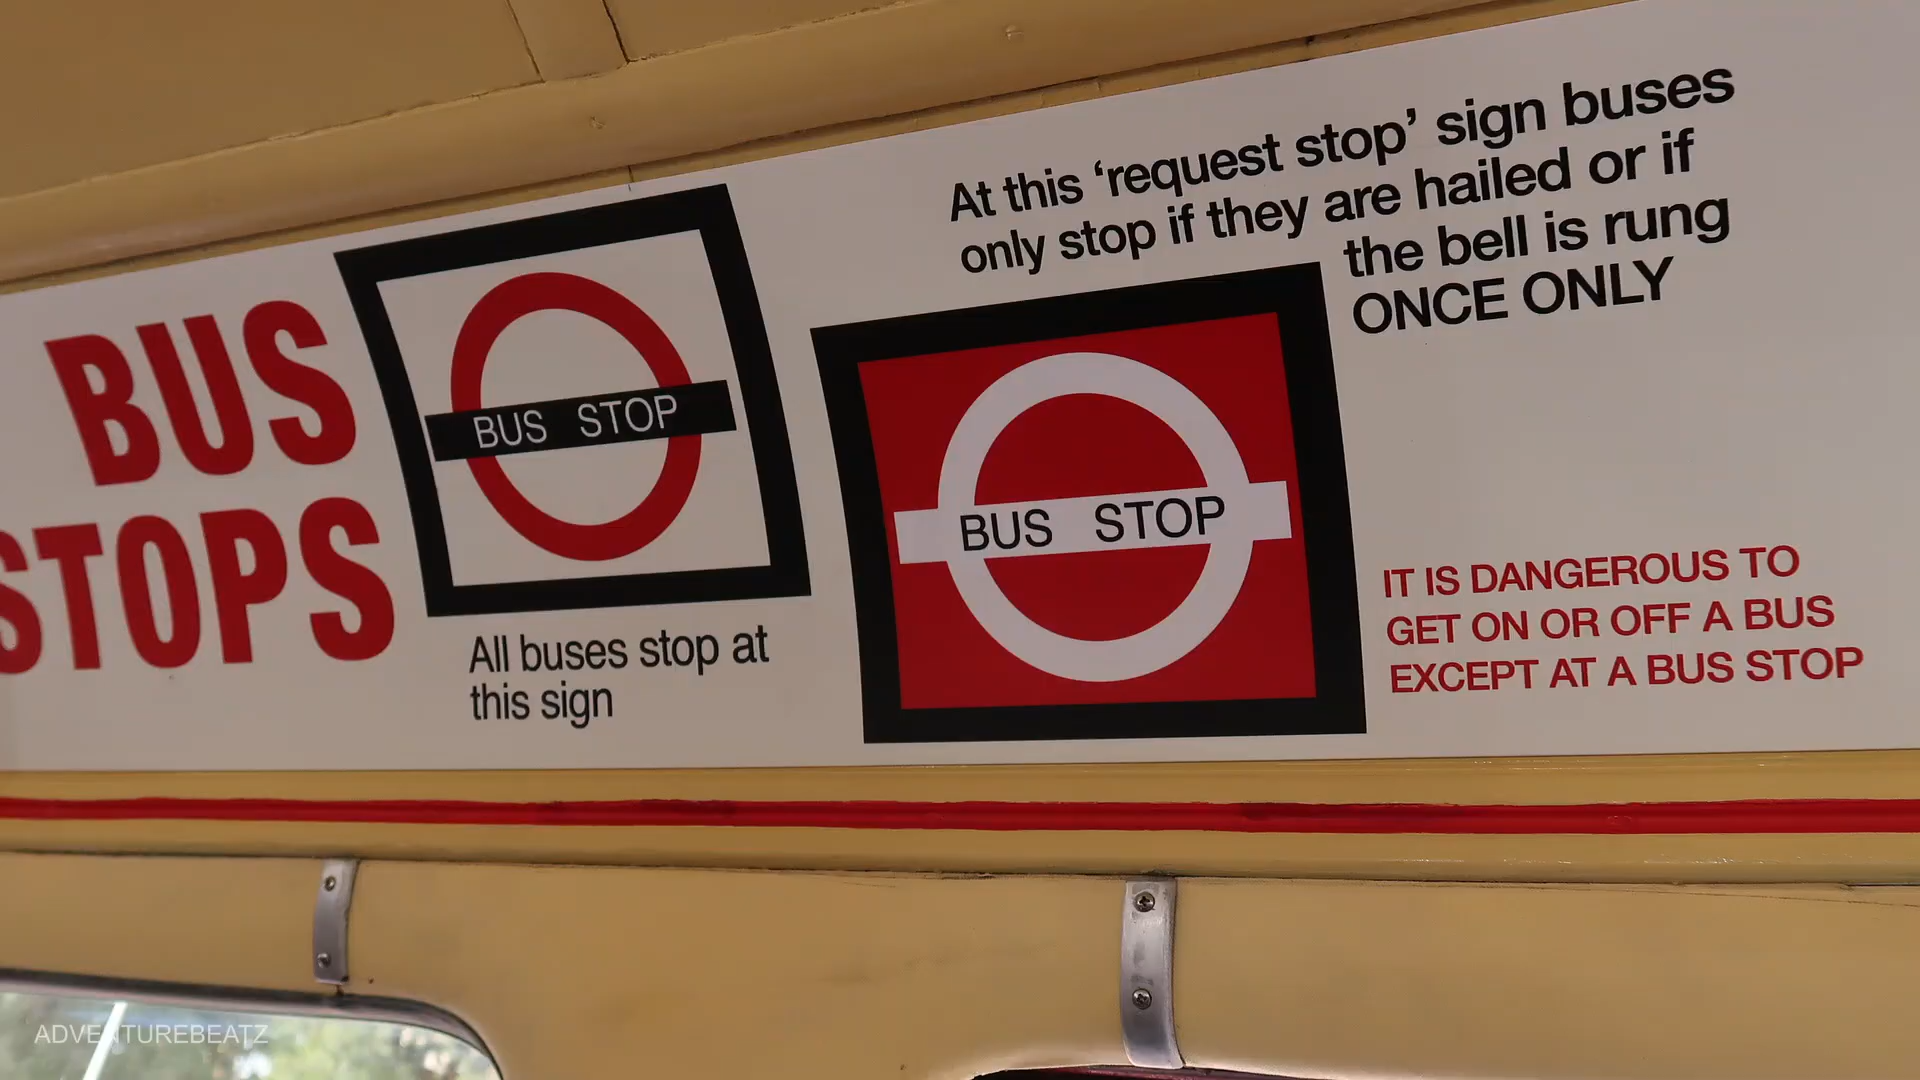 BUS
STOPS
BUS STOP
All buses stop at
this sign
At this ‘request stop’ sign buses
only stop if they are hailed or if
the bell is rung
ONCE ONLY
BUS STOP
IT IS DANGEROUS TO
GET ON OR OFF A BUS
EXCEPT AT A BUS STOP
ADVENTUREBEATZ